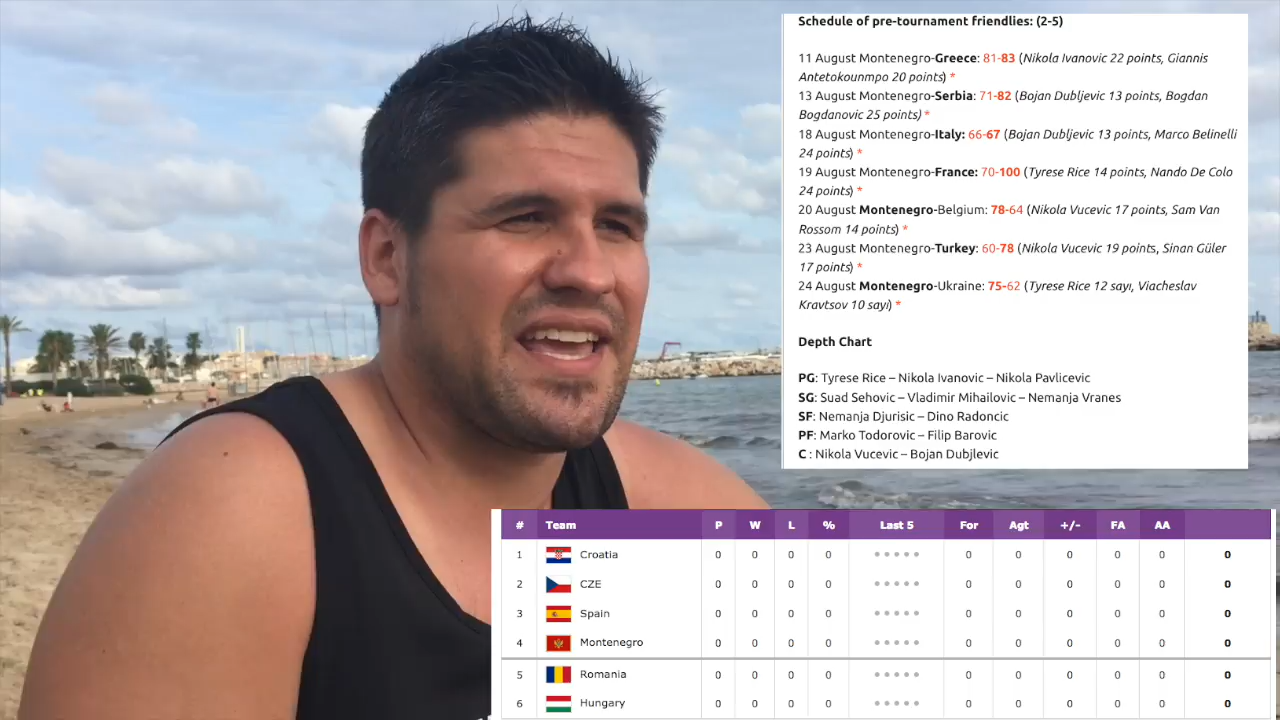 Schedule of pre-tournament friendlies: (2-5)
11 August Montenegro-Greece: 81-83 (Nikola Ivanovic 22 points, Giannis
Antetokounmpo 20 points) *
13 August Montenegro-Serbia: 71-82 (Bojan Dubljevic 13 points, Bogdan
Bogdanovic 25 points) *
18 August Montenegro-Italy: 66-67 (Bojan Dubljevic 13 points, Marco Belinelli
24 points) *
19 August Montenegro-France: 70-100 (Tyrese Rice 14 points, Nando De Colo
24 points) *
20 August Montenegro-Belgium: 78-64 (Nikola Vucevic 17 points, Sam Van
Rossom 14 points) *
23 August Montenegro-Turkey: 60-78 (Nikola Vucevic 19 points, Sinan Güler
17 points) *
24 August Montenegro-Ukraine: 75-62 (Tyrese Rice 12 sayı, Viacheslav
Kravtsov 10 sayi) *
Depth Chart
PG: Tyrese Rice – Nikola Ivanovic – Nikola Pavlicevic
SG: Suad Sehovic – Vladimir Mihailovic – Nemanja Vranes
SF: Nemanja Djurisic – Dino Radoncic
PF: Marko Todorovic – Filip Barovic
C : Nikola Vucevic – Bojan Dubjlevic
# Team P W L % Last 5 For Agt +/- FA AA
1 Croatia 0 0 0 0 0 0 0 0 0 0
2 CZE 0 0 0 0 0 0 0 0 0 0
3 Spain 0 0 0 0 0 0 0 0 0 0
4 Montenegro 0 0 0 0 0 0 0 0 0 0
5 Romania 0 0 0 0 0 0 0 0 0 0
6 Hungary 0 0 0 0 0 0 0 0 0 0